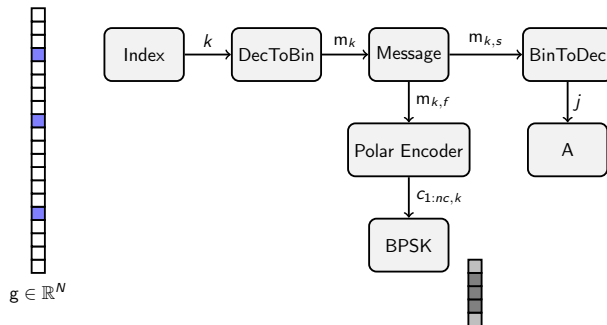 Index
k
DecToBin
m_k
Message
m_{k,s}
BinToDec
m_{k,f}
j
Polar Encoder
A
c_{1:nc,k}
BPSK
g ∈ ℝ^N